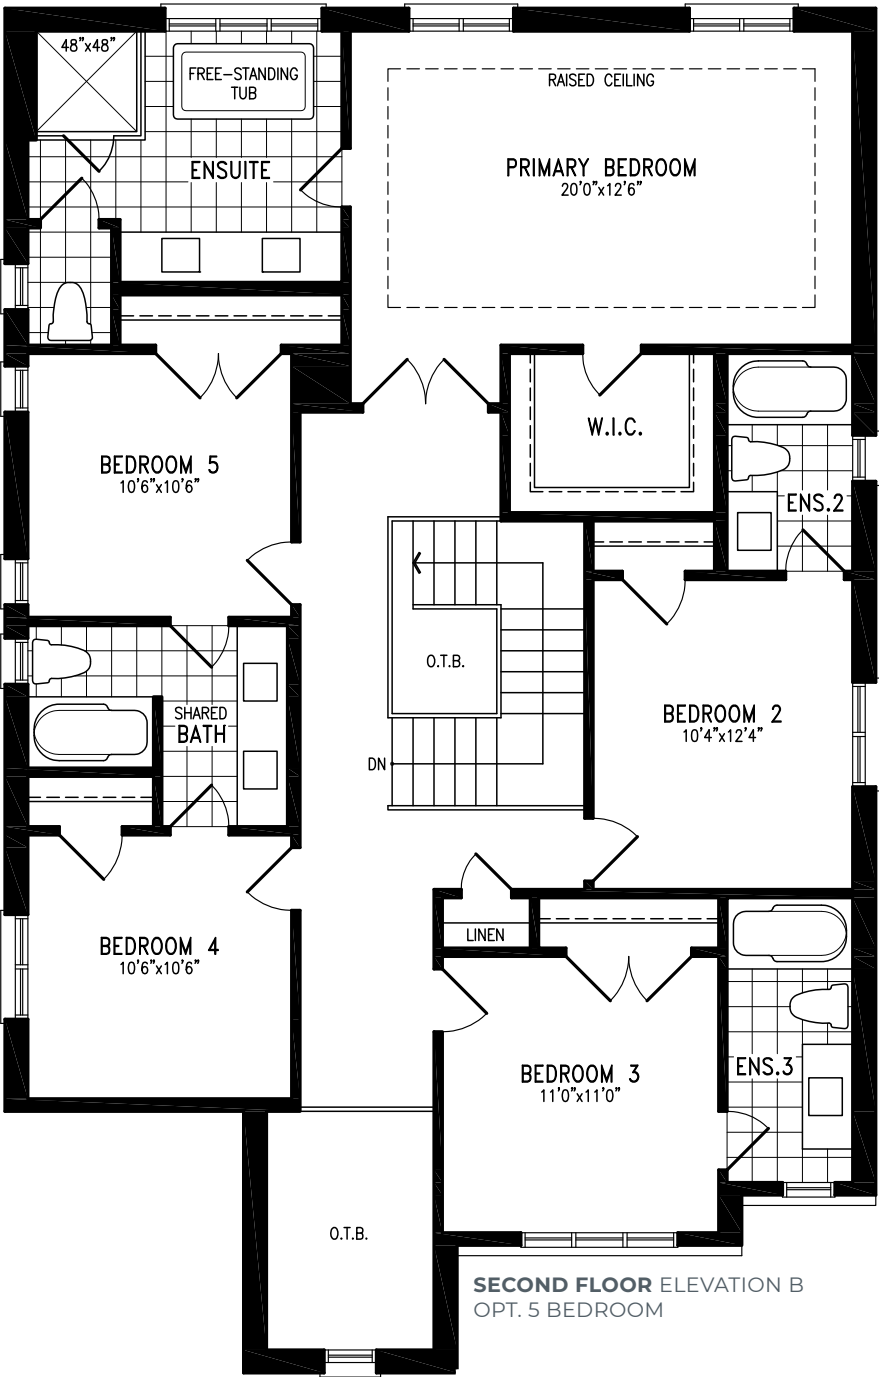 48"x48"
FREE-STANDING
TUB
RAISED CEILING
ENSUITE
PRIMARY BEDROOM
20'0"x12'6"
W.I.C.
BEDROOM 5
10'6"x10'6"
ENS.2
O.T.B.
SHARED
BATH
BEDROOM 2
10'4"x12'4"
DN
LINEN
BEDROOM 4
10'6"x10'6"
ENS.3
BEDROOM 3
11'0"x11'0"
O.T.B.
SECOND FLOOR ELEVATION B
OPT. 5 BEDROOM